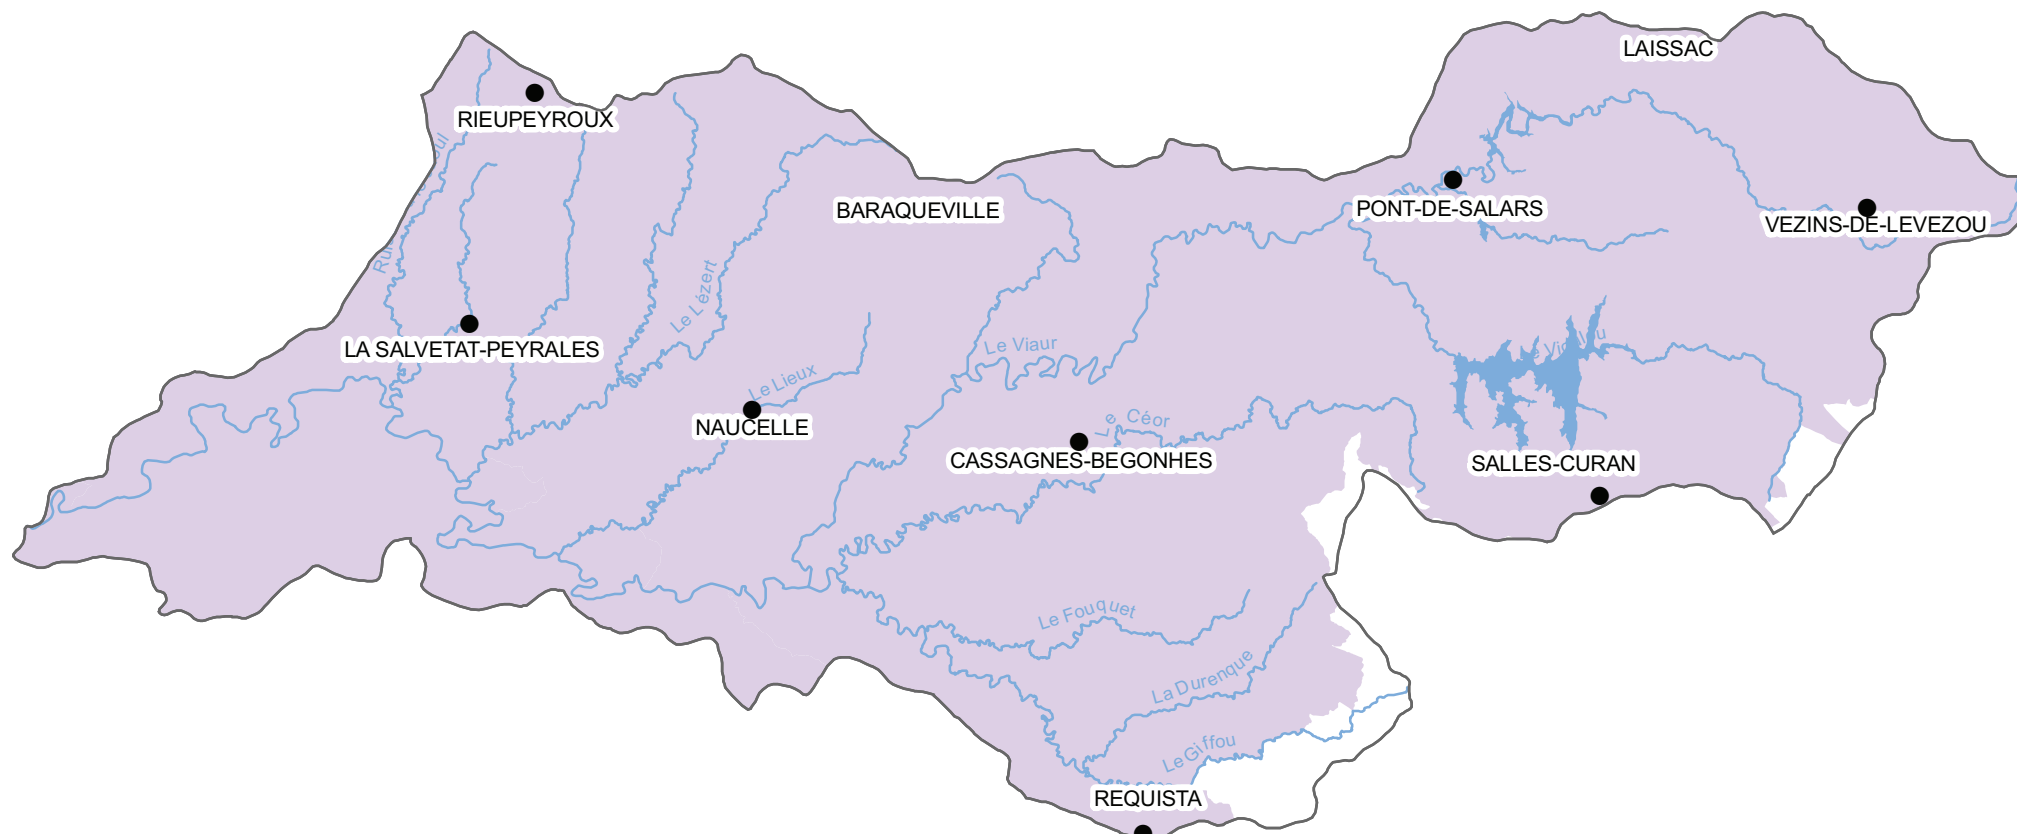 LAISSAC
RIEUPEYROUX
BARAQUEVILLE
PONT-DE-SALARS
VEZINS-DE-LEVEZOU
Le Lézert
LA SALVETAT-PEYRALES
Le Viaur
Le Lieux
NAUCELLE
Le Céor
CASSAGNES-BEGONHES
SALLES-CURAN
Le Fouquet
La Durenque
Le Giffou
REQUISTA